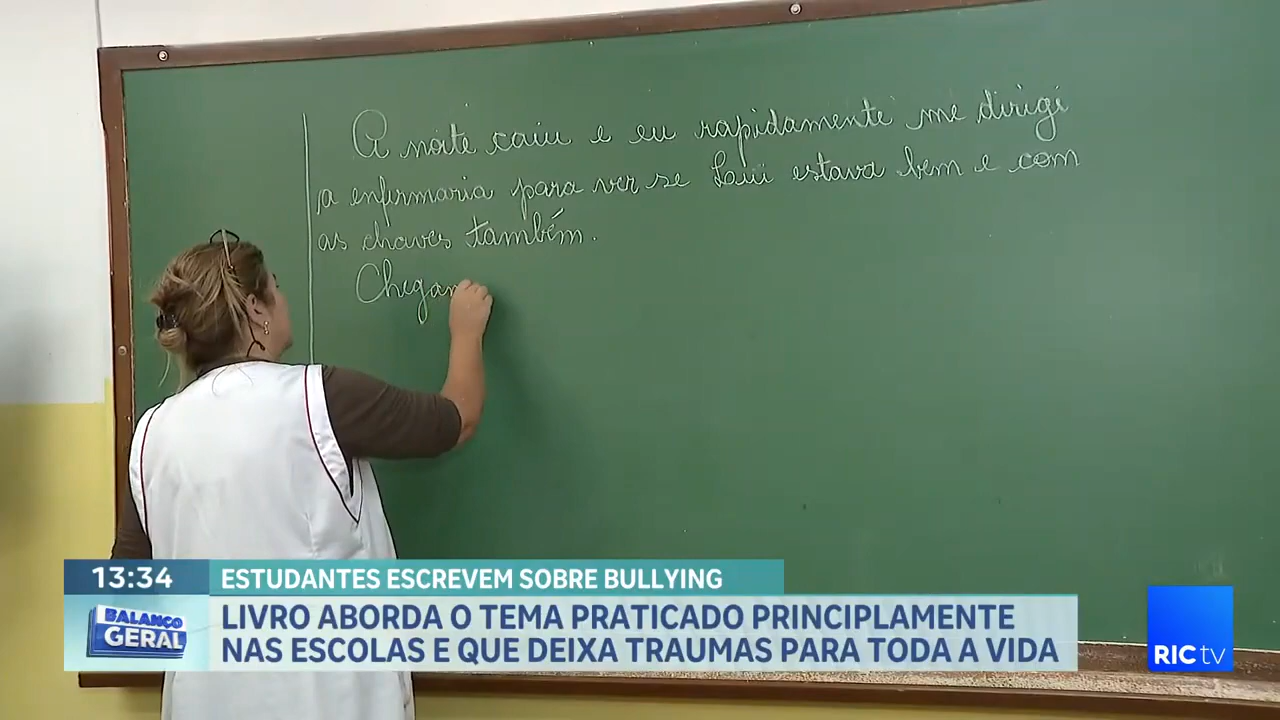 A noite caiu e eu rapidamente me dirigi
a enfermaria para ver se Lui estava bem e com
as chaves também.
Chegan
13:34
ESTUDANTES ESCREVEM SOBRE BULLYING
BALANÇO
GERAL
LIVRO ABORDA O TEMA PRATICADO PRINCIPLAMENTE
NAS ESCOLAS E QUE DEIXA TRAUMAS PARA TODA A VIDA
RICtv